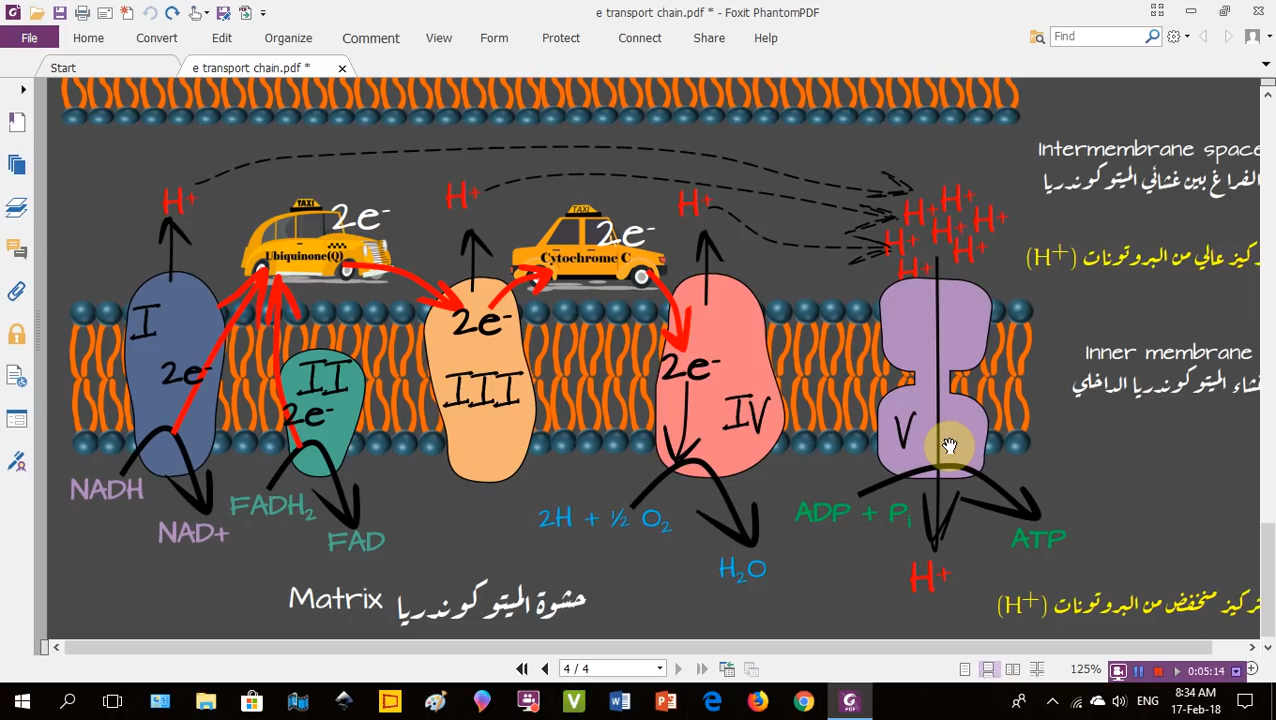 e transport chain.pdf * - Foxit PhantomPDF
File Home Convert Edit Organize Comment View Form Protect Connect Share Help
Find
Start
e transport chain.pdf *
Intermembrane space
الفراغ بين غشائي الميتوكوندريا
H+ H+ H+
H+ H+ H+ H+ H+ H+ H+
TAXI
2e-
Ubiquinone(Q)
TAXI
2e-
Cytochrome C
تركيز عالي من البروتونات (H+)
I
2e-
II
2e-
2e-
III
2e-
IV
V
Inner membrane
غشاء الميتوكوندريا الداخلي
NADH
NAD+
FADH2
FAD
2H + ½ O2
H2O
ADP + Pi
ATP
H+
Matrix حشوة الميتوكوندريا
تركيز منخفض من البروتونات (H+)
4 / 4
125%
0:05:14
ENG
8:34 AM
17-Feb-18